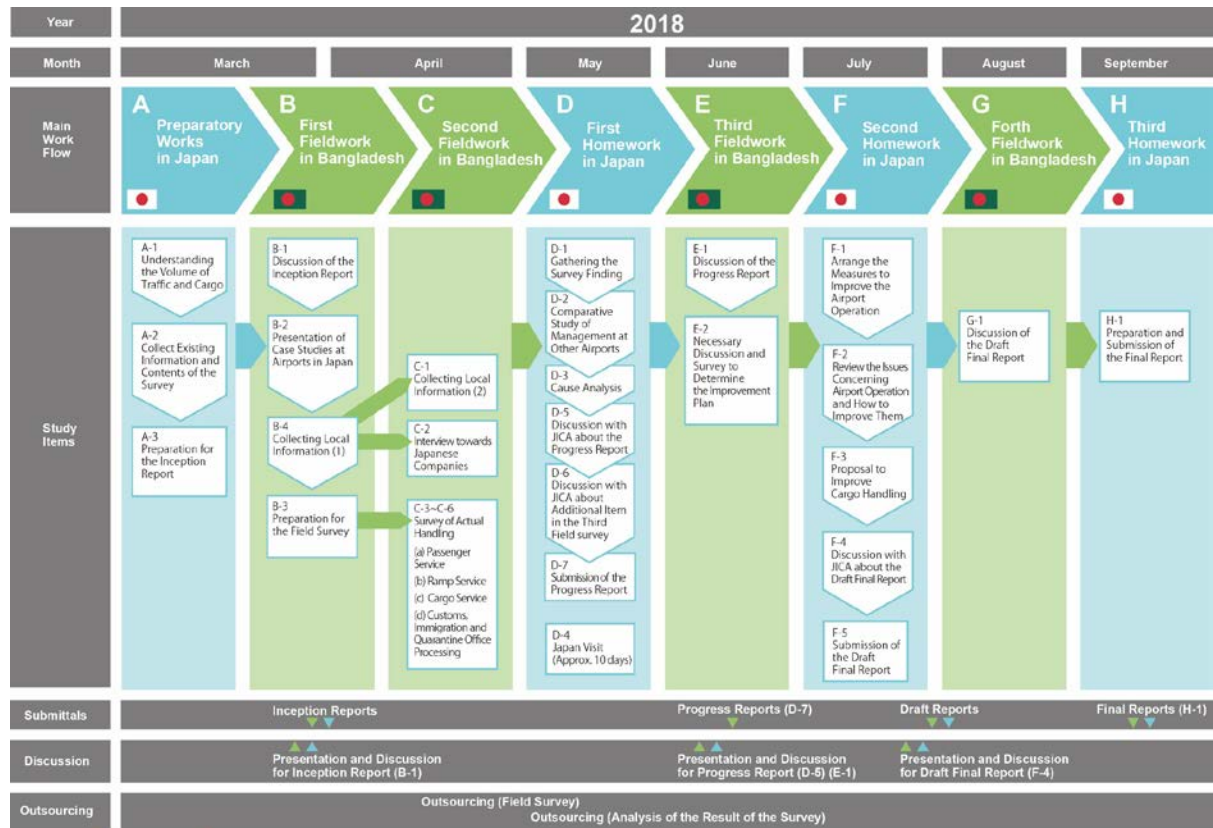 Year
2018
Month
March
April
May
June
July
August
September
Main
Work
Flow
A
Preparatory
Works
in Japan
B
First
Fieldwork
in Bangladesh
C
Second
Fieldwork
in Bangladesh
D
First
Homework
in Japan
E
Third
Fieldwork
in Bangladesh
F
Second
Homework
in Japan
G
Forth
Fieldwork
in Bangladesh
H
Third
Homework
in Japan
Study
Items
A-1
Understanding
the Volume of
Traffic and Cargo
A-2
Collect Existing
Information and
Contents of the
Survey
A-3
Preparation for
the Inception
Report
B-1
Discussion of the
Inception Report
B-2
Presentation of
Case Studies at
Airports in Japan
B-4
Collecting Local
Information (1)
B-3
Preparation for
the Field Survey
C-1
Collecting Local
Information (2)
C-2
Interview towards
Japanese
Companies
C-3~C-6
Survey of Actual
Handling
(a) Passenger
Service
(b) Ramp Service
(c) Cargo Service
(d) Customs,
Immigration and
Quarantine Office
Processing
D-1
Gathering the
Survey Finding
D-2
Comparative
Study of
Management at
Other Airports
D-3
Cause Analysis
D-5
Discussion with
JICA about the
Progress Report
D-6
Discussion with
JICA about
Additional Item
in the Third
Field survey
D-7
Submission of the
Progress Report
D-4
Japan Visit
(Approx. 10 days)
E-1
Discussion of the
Progress Report
E-2
Necessary
Discussion and
Survey to
Determine
the Improvement
Plan
F-1
Arrange the
Measures to
Improve the
Airport
Operation
F-2
Review the Issues
Concerning
Airport Operation
and How to
Improve Them
F-3
Proposal to
Improve
Cargo Handling
F-4
Discussion with
JICA about the
Draft Final Report
F-5
Submission of
the Draft
Final Report
G-1
Discussion of
the Draft
Final Report
H-1
Preparation and
Submission of
the Final Report
Submittals
Inception Reports
Progress Reports (D-7)
Draft Reports
Final Reports (H-1)
Discussion
Presentation and Discussion
for Inception Report (B-1)
Presentation and Discussion
for Progress Report (D-5) (E-1)
Presentation and Discussion
for Draft Final Report (F-4)
Outsourcing
Outsourcing (Field Survey)
Outsourcing (Analysis of the Result of the Survey)